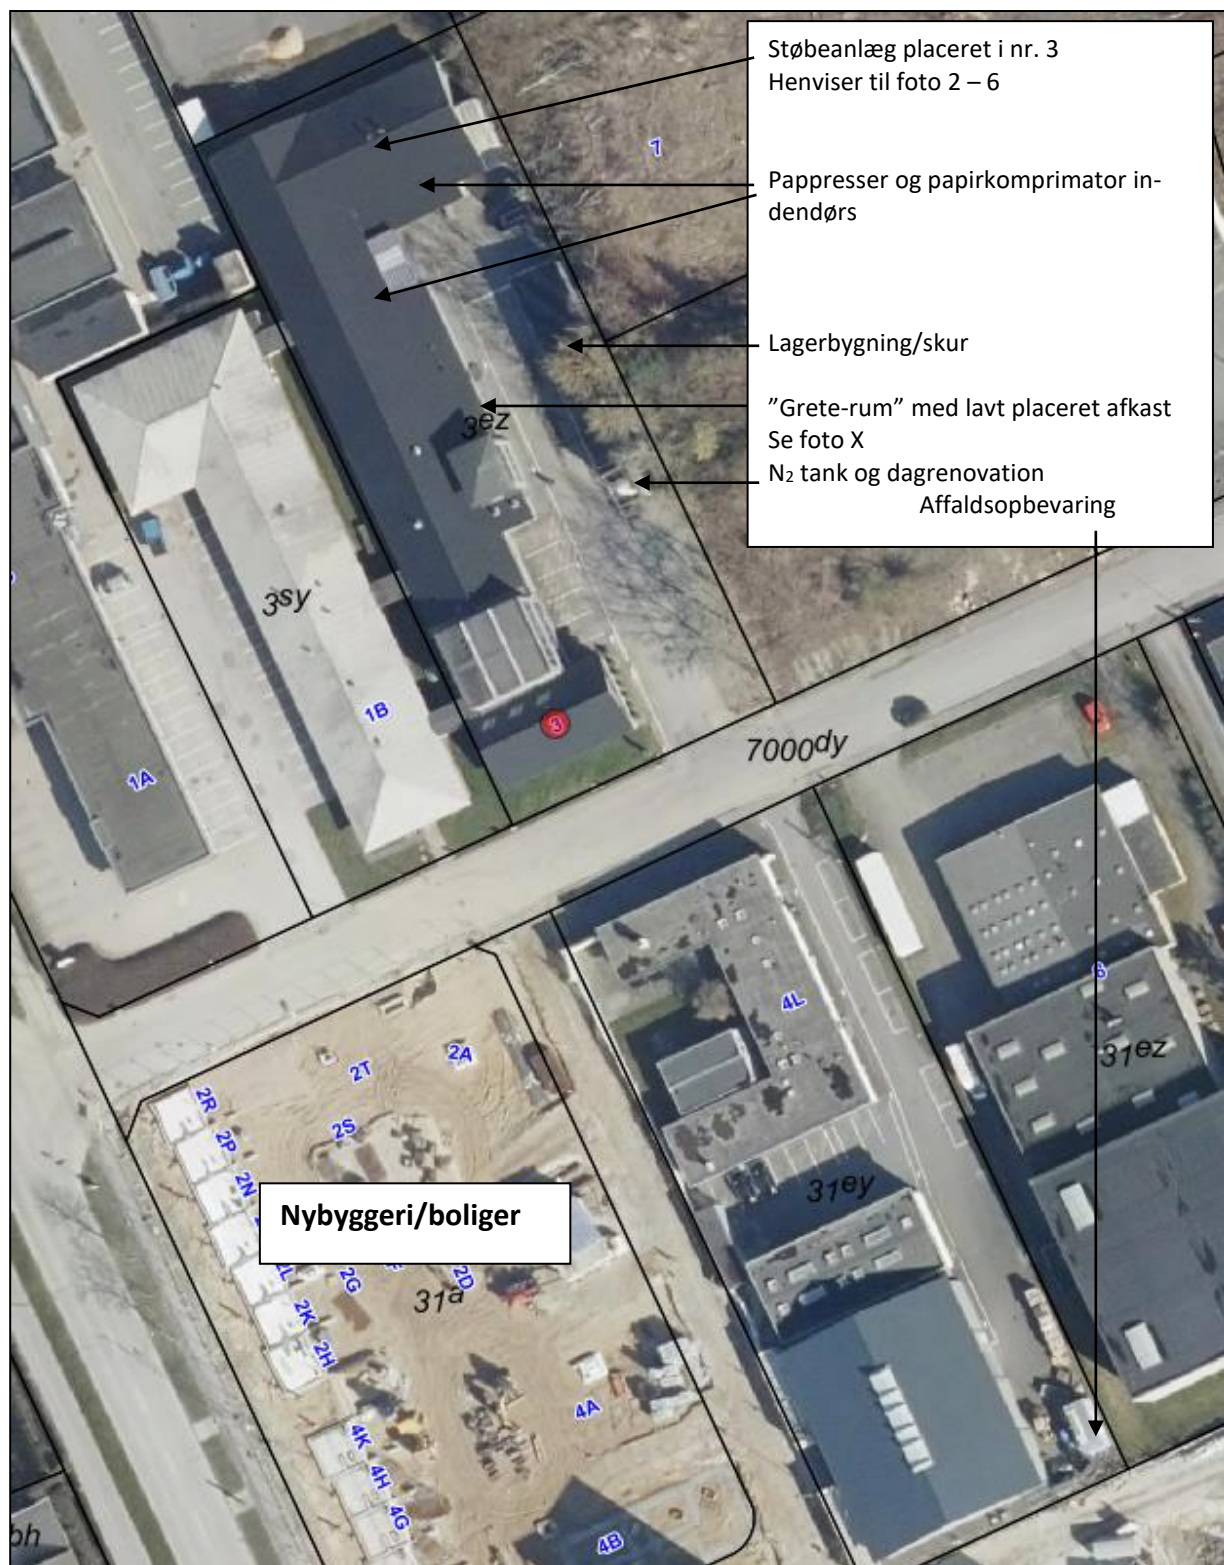 Støbeanlæg placeret i nr. 3
Henviser til foto 2 – 6
Pappresser og papirkomprimator in-
dendørs
Lagerbygning/skur
”Grete-rum” med lavt placeret afkast
Se foto X
N₂ tank og dagrenovation
Affaldsopbevaring
7
3ez
3sy
1B
3
1A
7000dy
4L
6
31ez
2A
2T
2R
2S
2P
2N
31ey
Nybyggeri/boliger
2L
2G
2D
31a
2K
2H
4A
4K
4H
4G
4B
bh